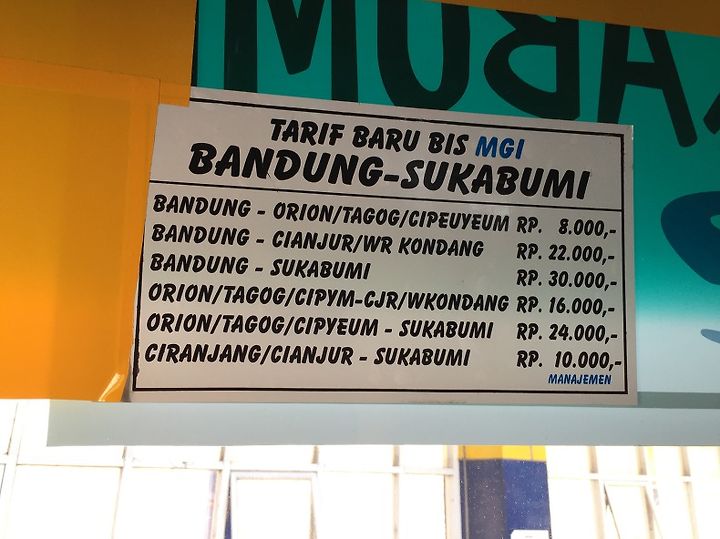 TARIF BARU BIS MGI
BANDUNG-SUKABUMI
BANDUNG - ORION/TAGOG/CIPEUYEUM RP. 8.000,-
BANDUNG - CIANJUR/WR KONDANG RP. 22.000,-
BANDUNG - SUKABUMI RP. 30.000,-
ORION/TAGOG/CIPYM-CJR/WKONDANG RP. 16.000,-
ORION/TAGOG/CIPYEUM - SUKABUMI RP. 24.000,-
CIRANJANG/CIANJUR - SUKABUMI RP. 10.000,-
MANAJEMEN